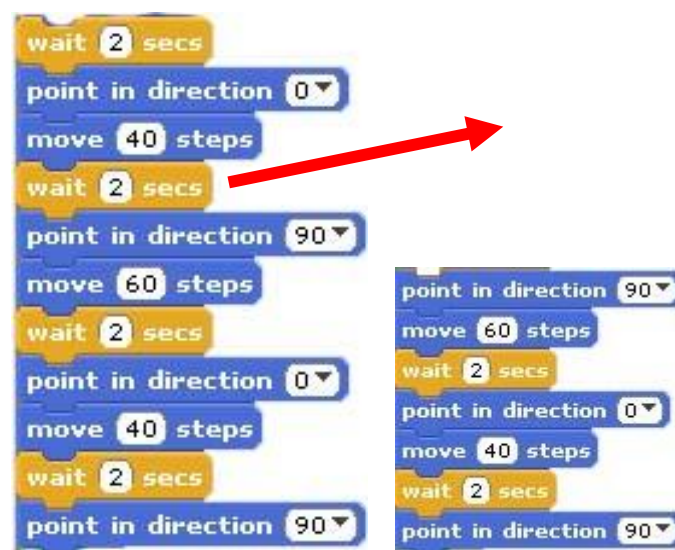 wait 2 secs
point in direction 0
move 40 steps
wait 2 secs
point in direction 90
move 60 steps
wait 2 secs
point in direction 0
move 40 steps
wait 2 secs
point in direction 90
point in direction 90
move 60 steps
wait 2 secs
point in direction 0
move 40 steps
wait 2 secs
point in direction 90